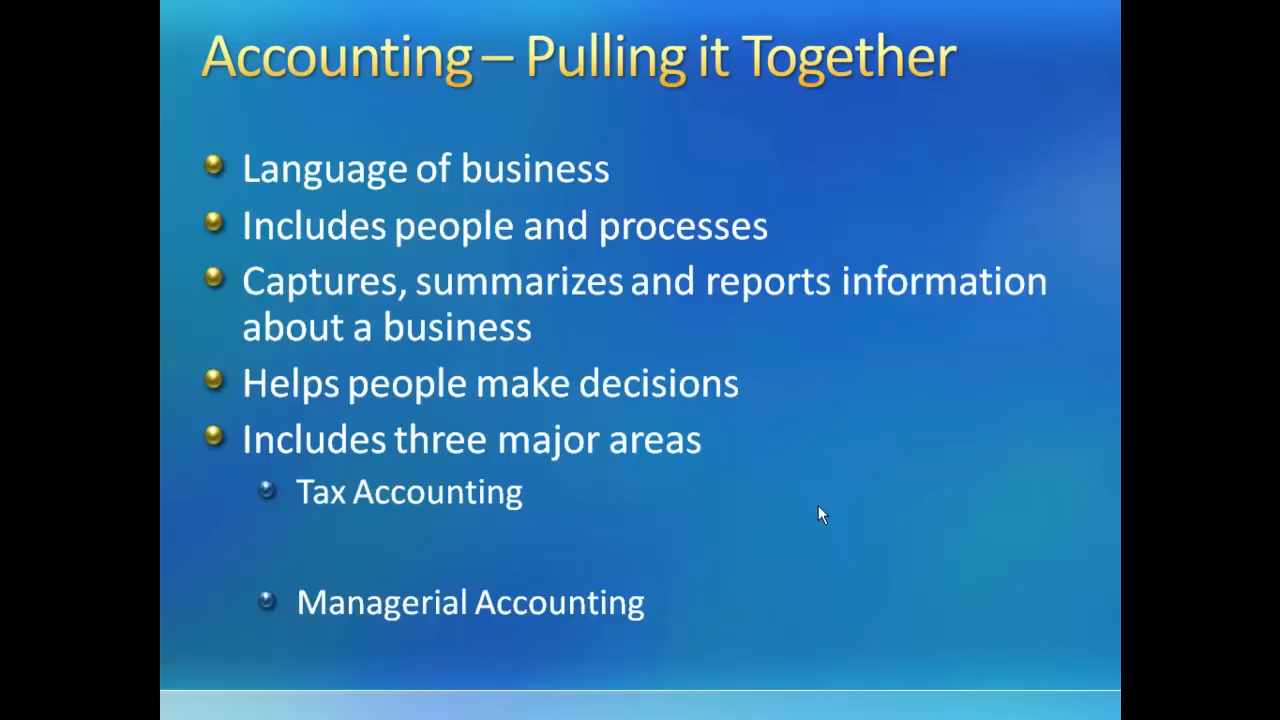 Accounting – Pulling it Together
Language of business
Includes people and processes
Captures, summarizes and reports information
about a business
Helps people make decisions
Includes three major areas
Tax Accounting
Managerial Accounting